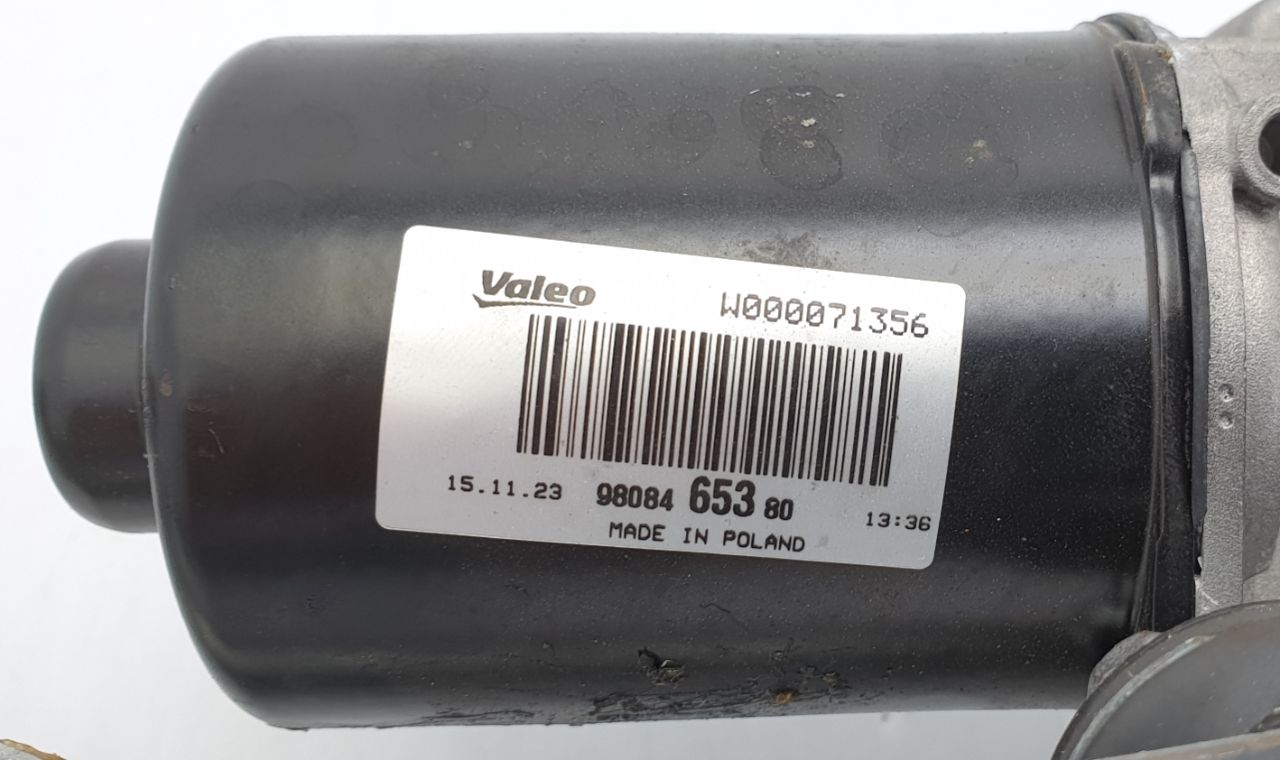 Valeo W000071356
15.11.23 98084 653 80 13:36
MADE IN POLAND